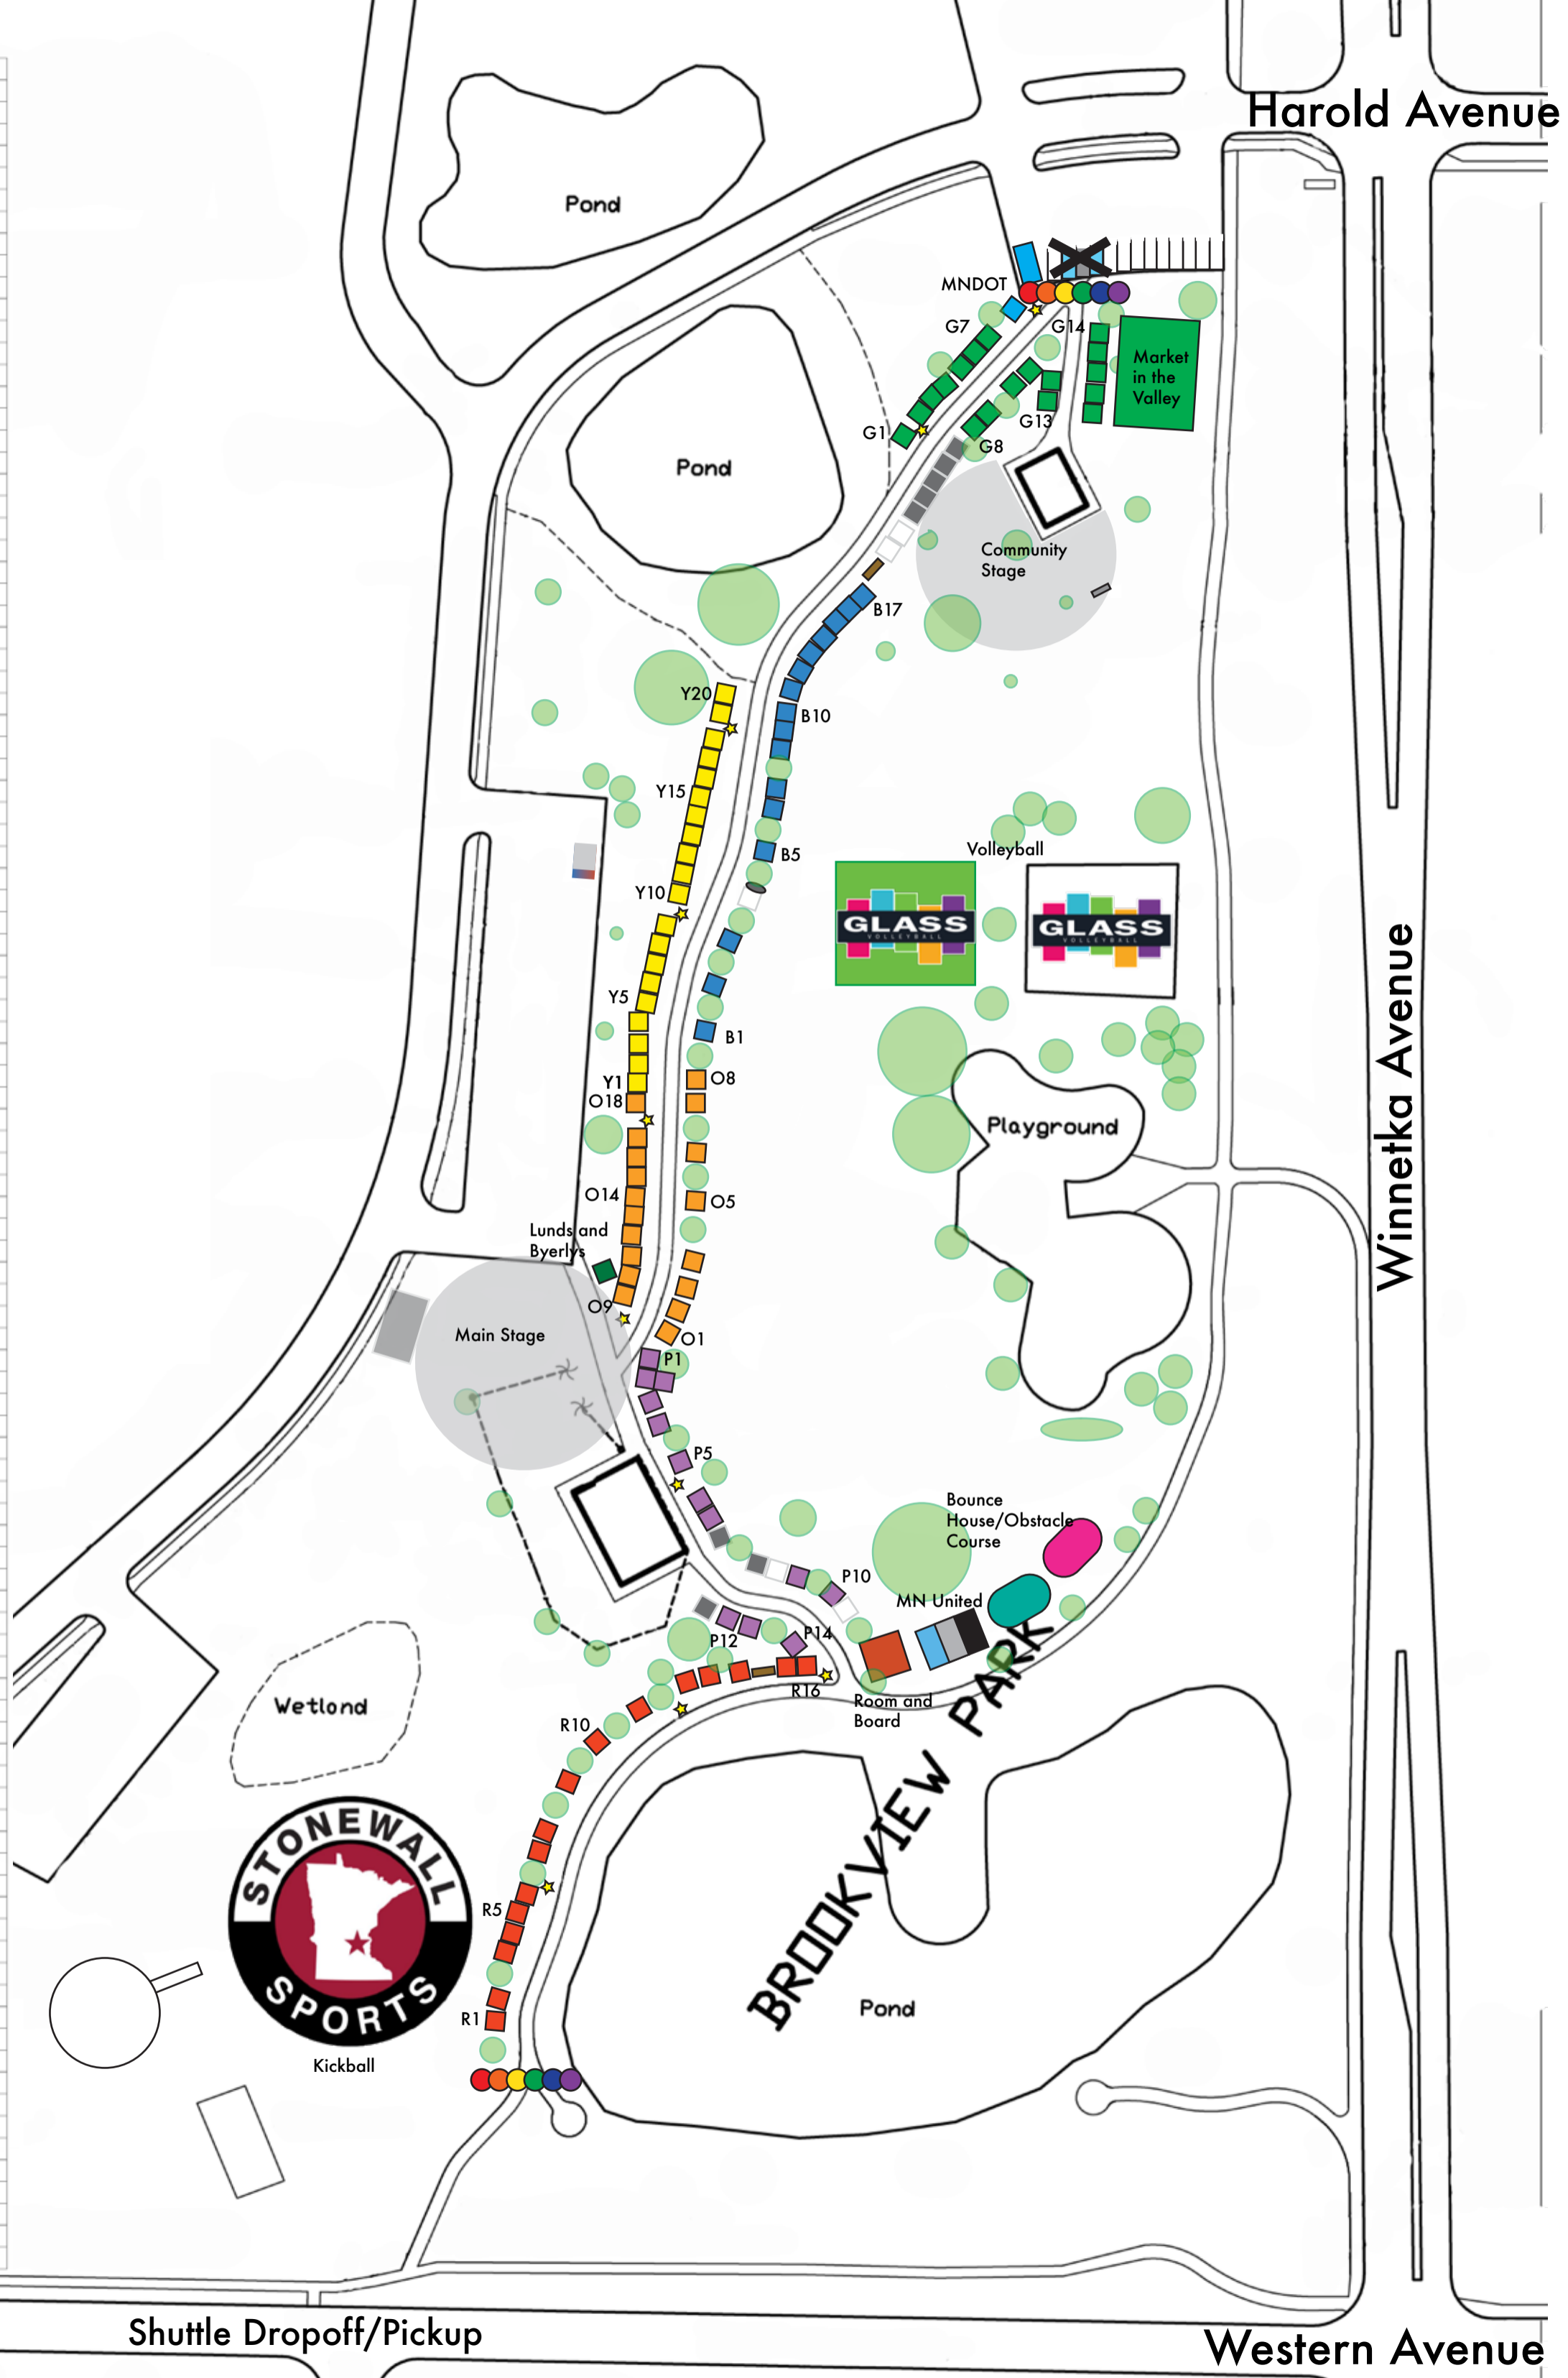 Harold Avenue
Pond
MNDOT
G7
G14
Market
in the
Valley
G1
G13
G8
Pond
Community
Stage
B17
Y20
B10
Y15
Volleyball
B5
Y10
GLASS
VOLLEYBALL
GLASS
VOLLEYBALL
Y5
B1
Winnetka Avenue
Y1
O8
O18
Playground
O14
O5
Lunds and
Byerlys
O9
Main Stage
O1
P1
P5
Bounce
House/Obstacle
Course
P10
MN United
P12
P14
R16
Room and
Board
Wetlond
R10
BROOKVIEW PARK
STONEWALL
SPORTS
R5
R1
Pond
Kickball
Shuttle Dropoff/Pickup
Western Avenue